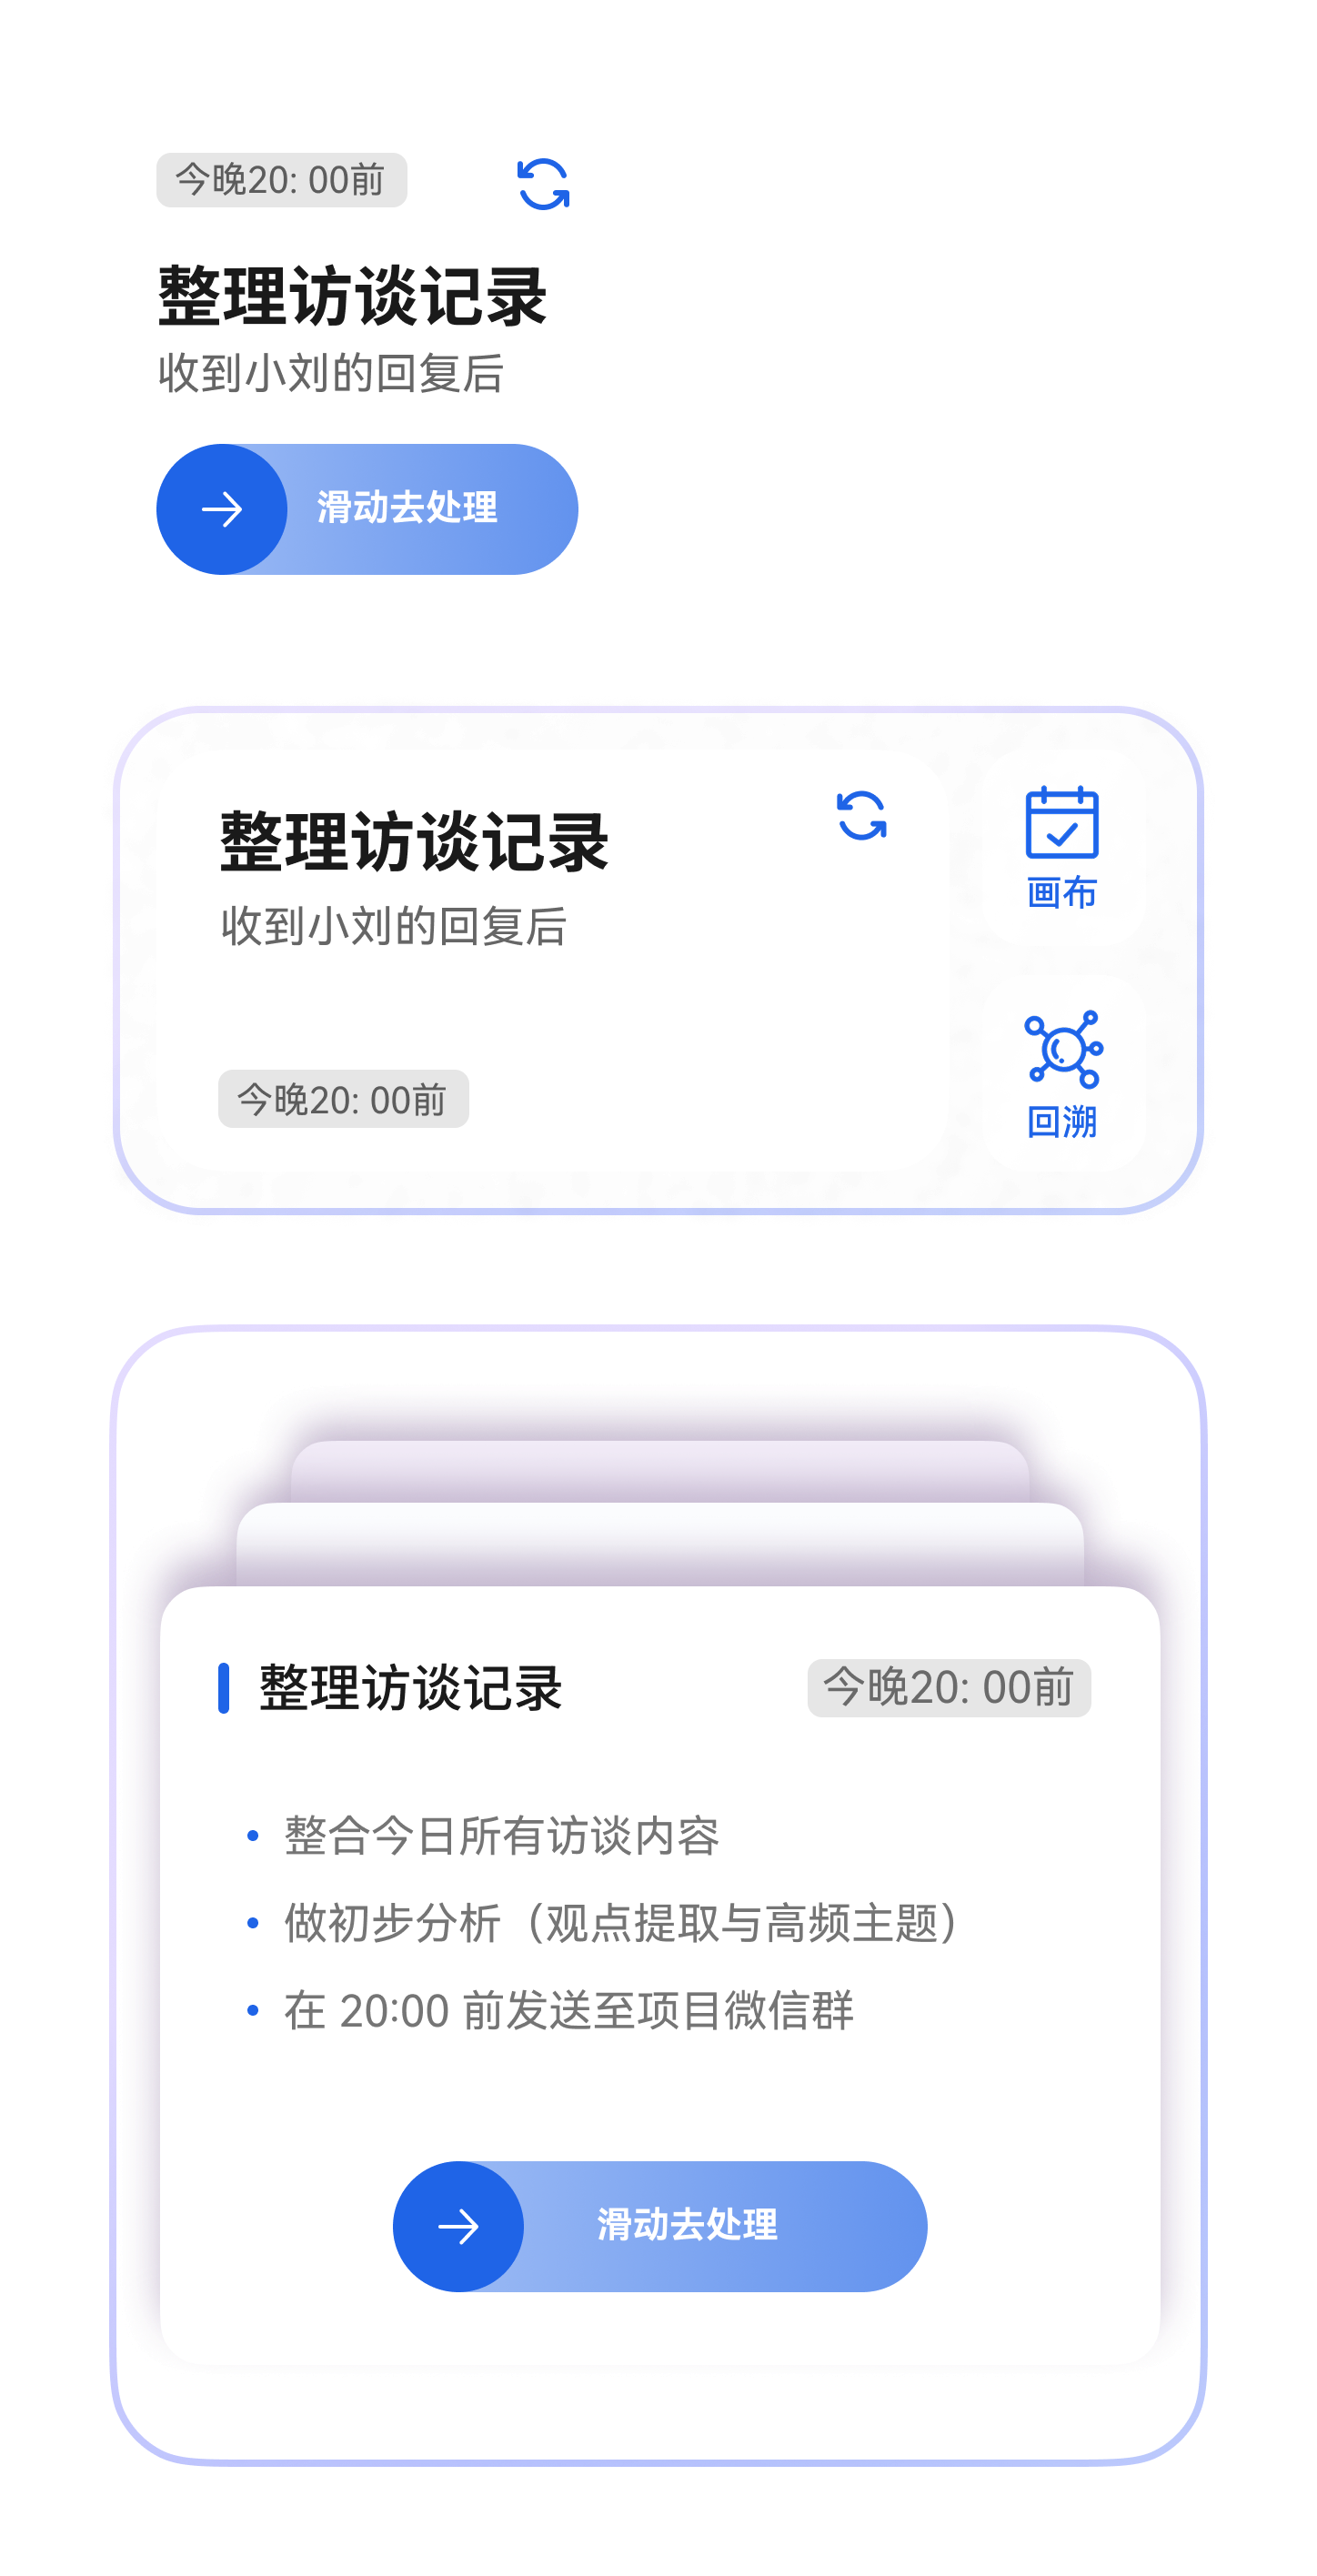 今晚20: 00前
整理访谈记录
收到小刘的回复后
滑动去处理
整理访谈记录
收到小刘的回复后
今晚20: 00前
画布
回溯
整理访谈记录
今晚20: 00前
• 整合今日所有访谈内容
• 做初步分析（观点提取与高频主题）
• 在 20:00 前发送至项目微信群
滑动去处理